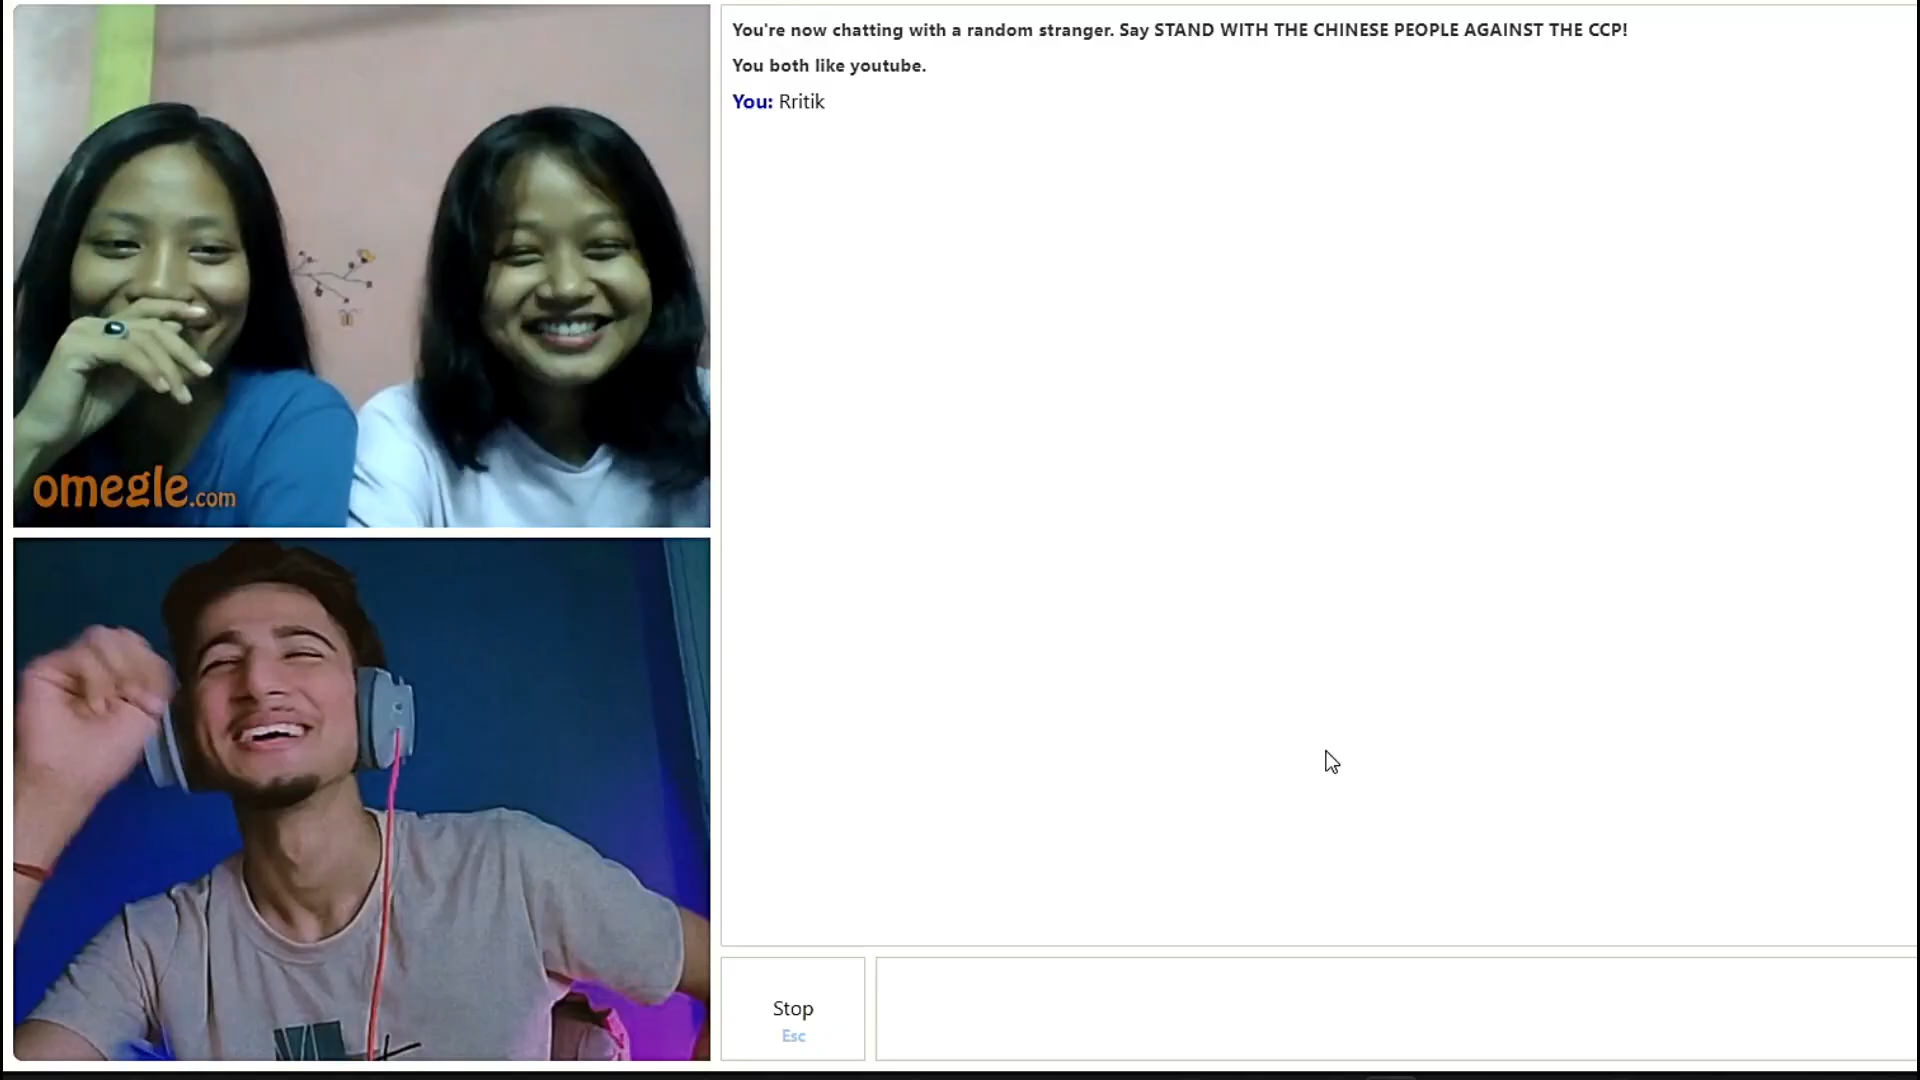 You're now chatting with a random stranger. Say STAND WITH THE CHINESE PEOPLE AGAINST THE CCP!
You both like youtube.
You: Rritik
omegle.com
Stop
Esc